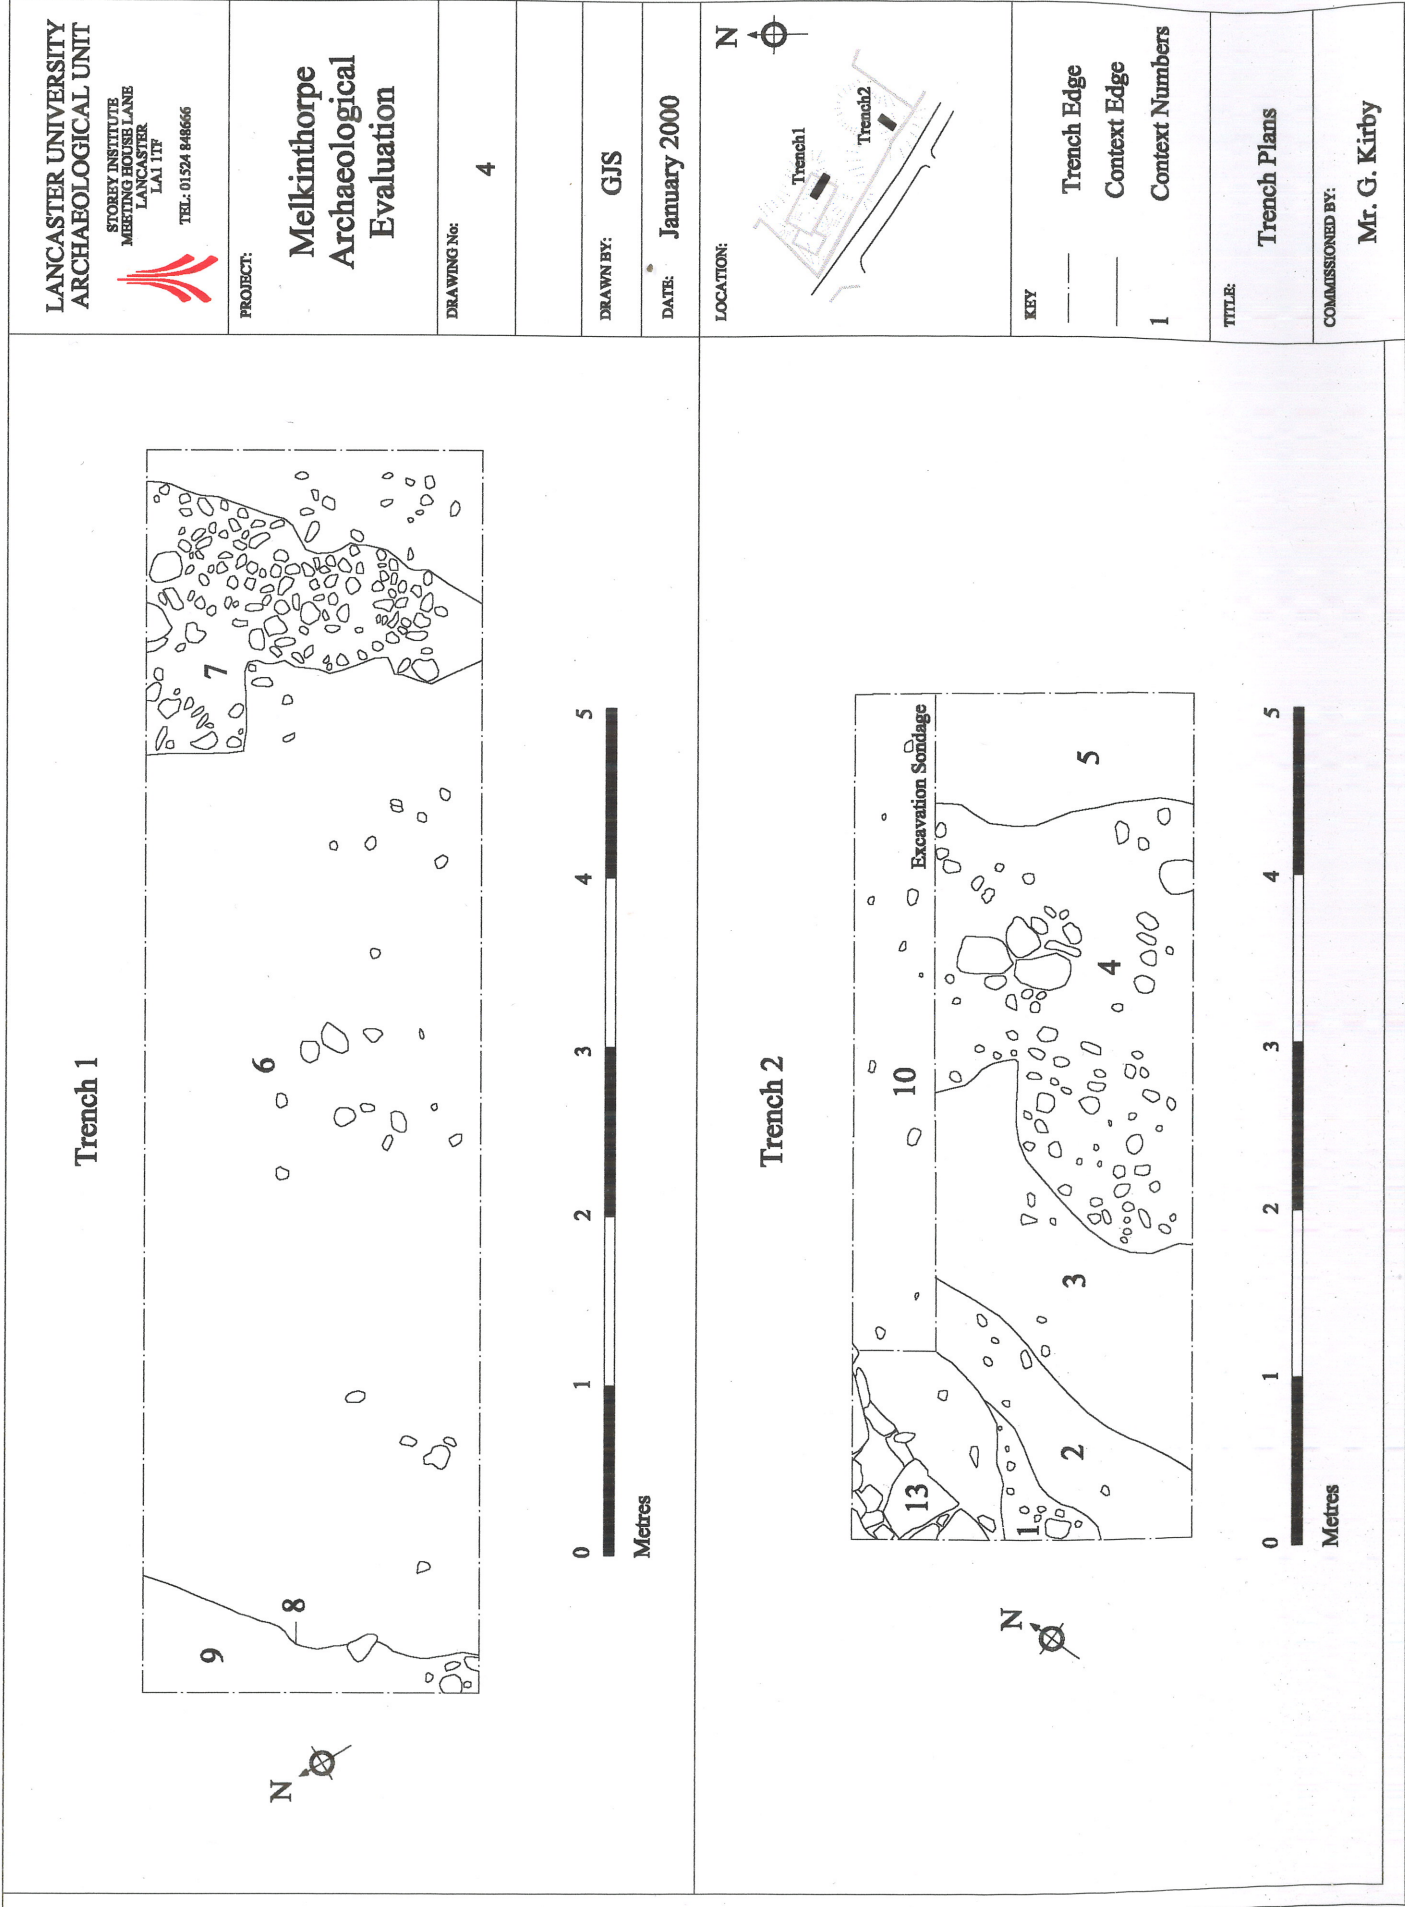 LANCASTER UNIVERSITY
ARCHAEOLOGICAL UNIT
STOREY INSTITUTE
MEETING HOUSE LANE
LANCASTER
LA1 1TF
TEL: 01524 848666
PROJECT:
Melkinthorpe
Archaeological
Evaluation
DRAWING No:
4
DRAWN BY: GJS
DATE: January 2000
LOCATION:
N
Trench1
Trench2
KEY
Trench Edge
Context Edge
1 Context Numbers
TITLE:
Trench Plans
COMMISSIONED BY:
Mr. G. Kirby
Trench 1
N
9
8
6
7
0 1 2 3 4 5
Metres
Trench 2
N
Excavation Sondage
10
13
1
2
3
4
5
0 1 2 3 4 5
Metres